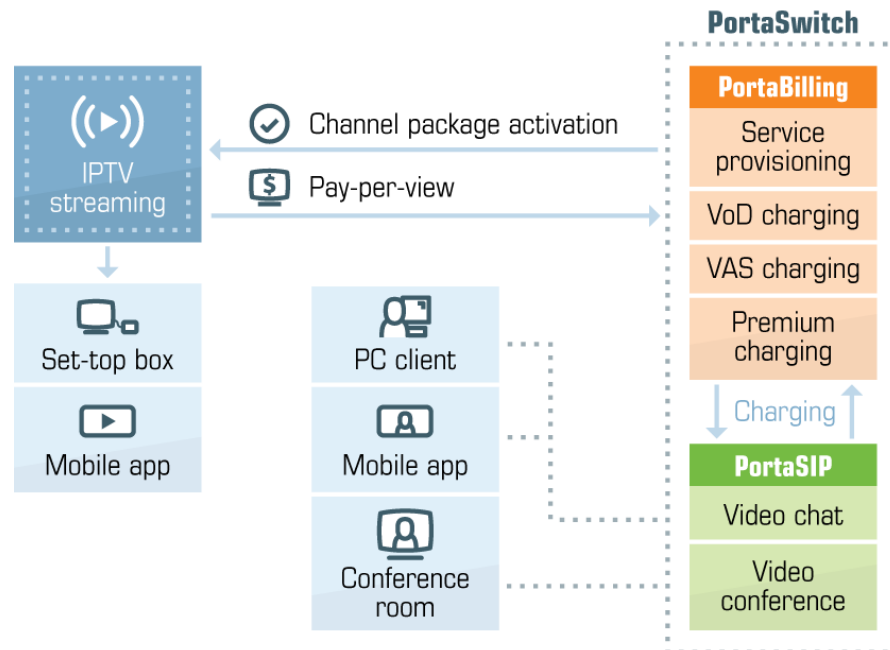 PortaSwitch
IPTV
streaming
Channel package activation
$
Pay-per-view
PortaBilling
Service
provisioning
VoD charging
VAS charging
Premium
charging
Set-top box
Mobile app
PC client
Mobile app
Conference
room
Charging
PortaSIP
Video chat
Video
conference